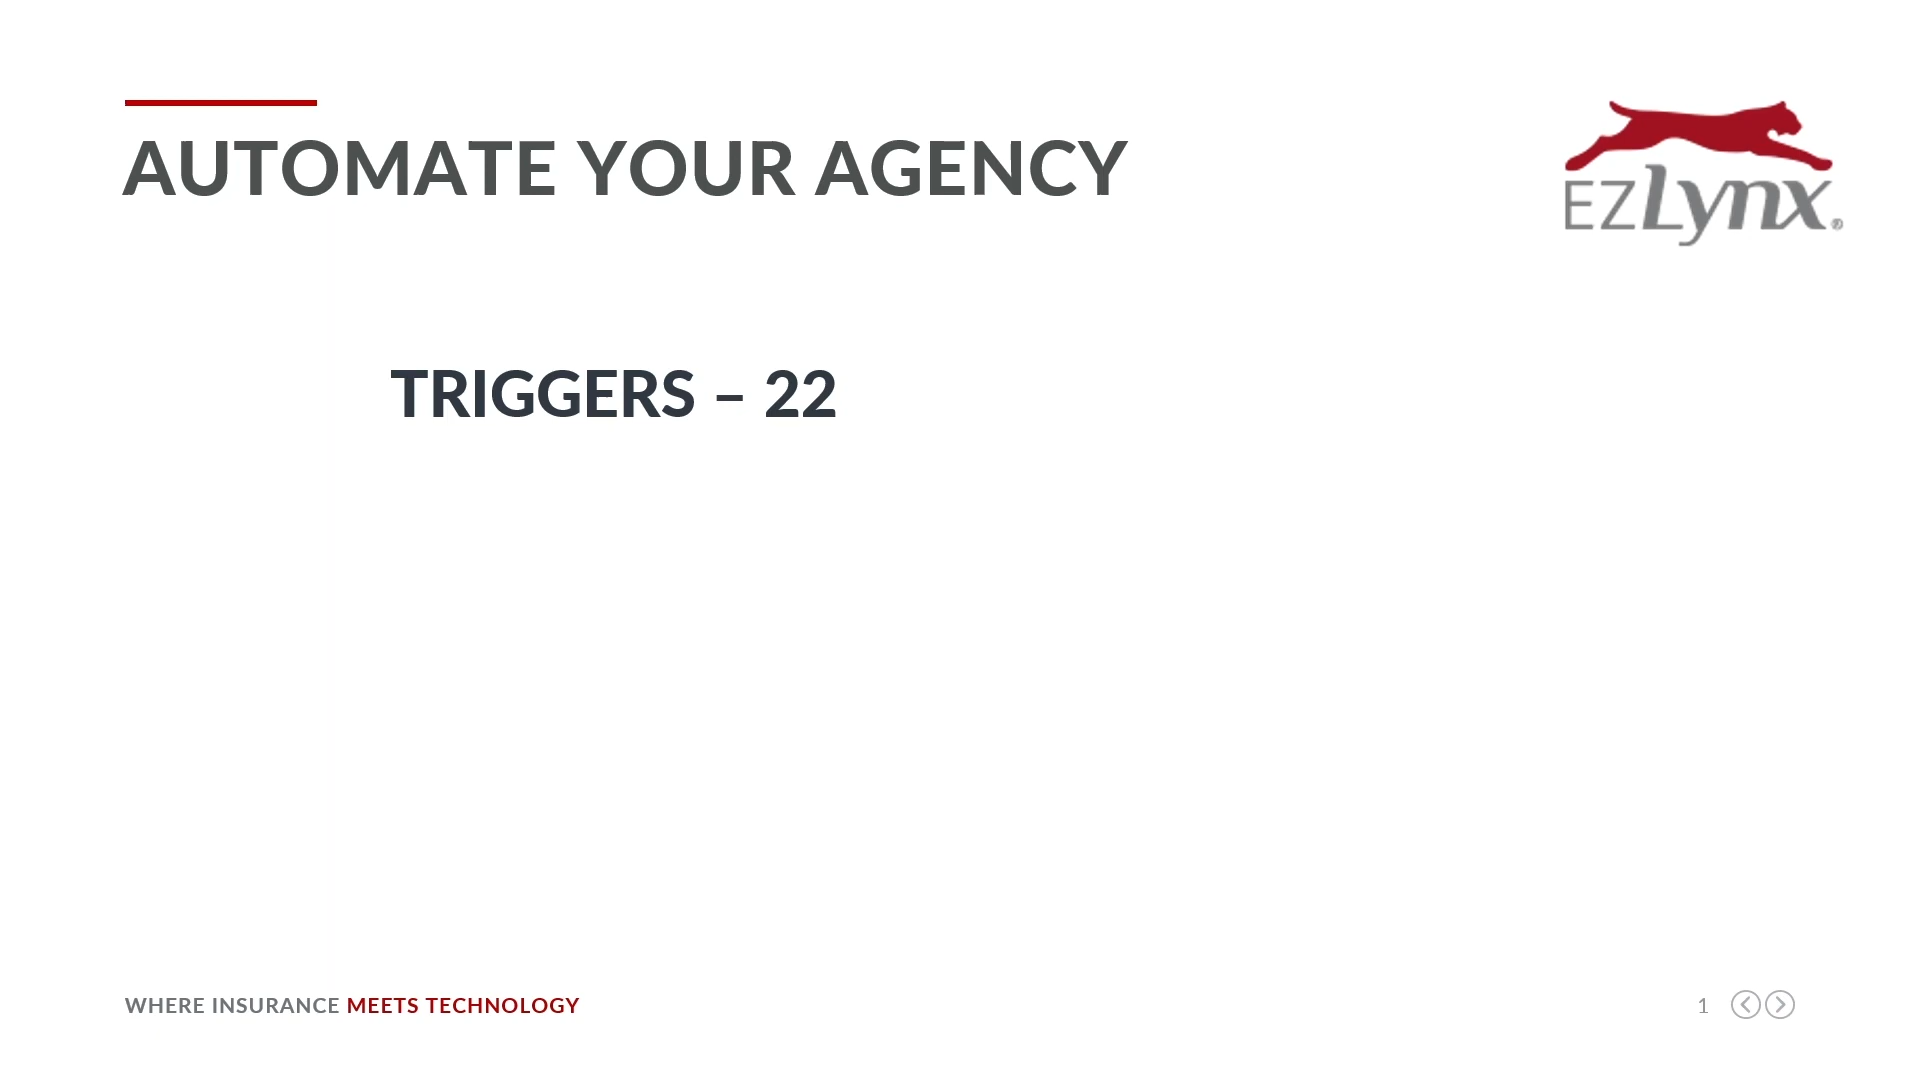 AUTOMATE YOUR AGENCY
EZLynx®
TRIGGERS – 22
WHERE INSURANCE MEETS TECHNOLOGY
1